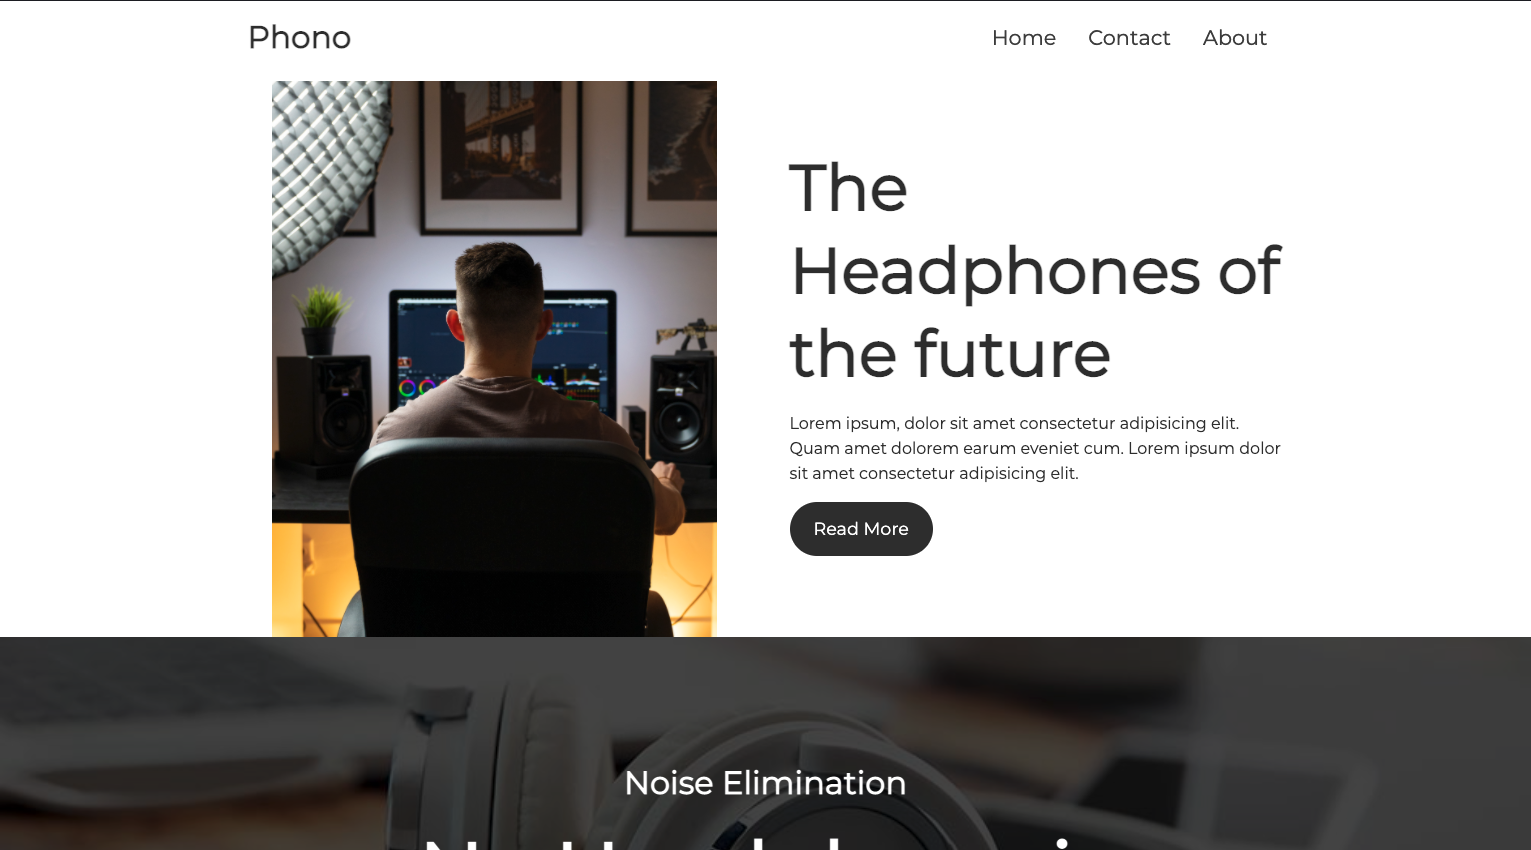 Phono
Home Contact About
The
Headphones of
the future
Lorem ipsum, dolor sit amet consectetur adipisicing elit.
Quam amet dolorem earum eveniet cum. Lorem ipsum dolor
sit amet consectetur adipisicing elit.
Read More
Noise Elimination